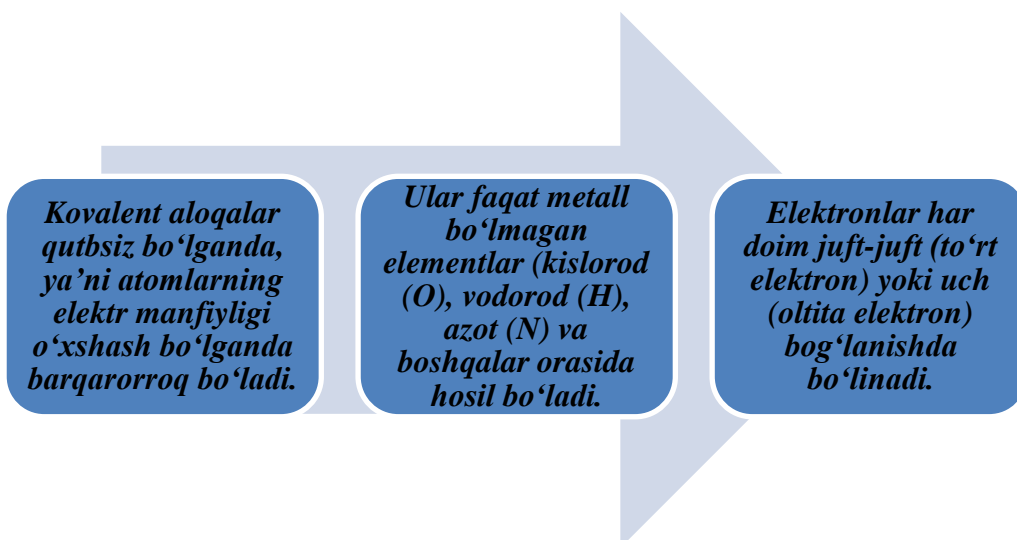 Kovalent aloqalar
qutbsiz bo‘lganda,
ya’ni atomlarning
elektr manfiyligi
o‘xshash bo‘lganda
barqarorroq bo‘ladi.
Ular faqat metall
bo‘lmagan
elementlar (kislorod
(O), vodorod (H),
azot (N) va
boshqalar orasida
hosil bo‘ladi.
Elektronlar har
doim juft-juft (to‘rt
elektron) yoki uch
(oltita elektron)
bog‘lanishda
bo‘linadi.